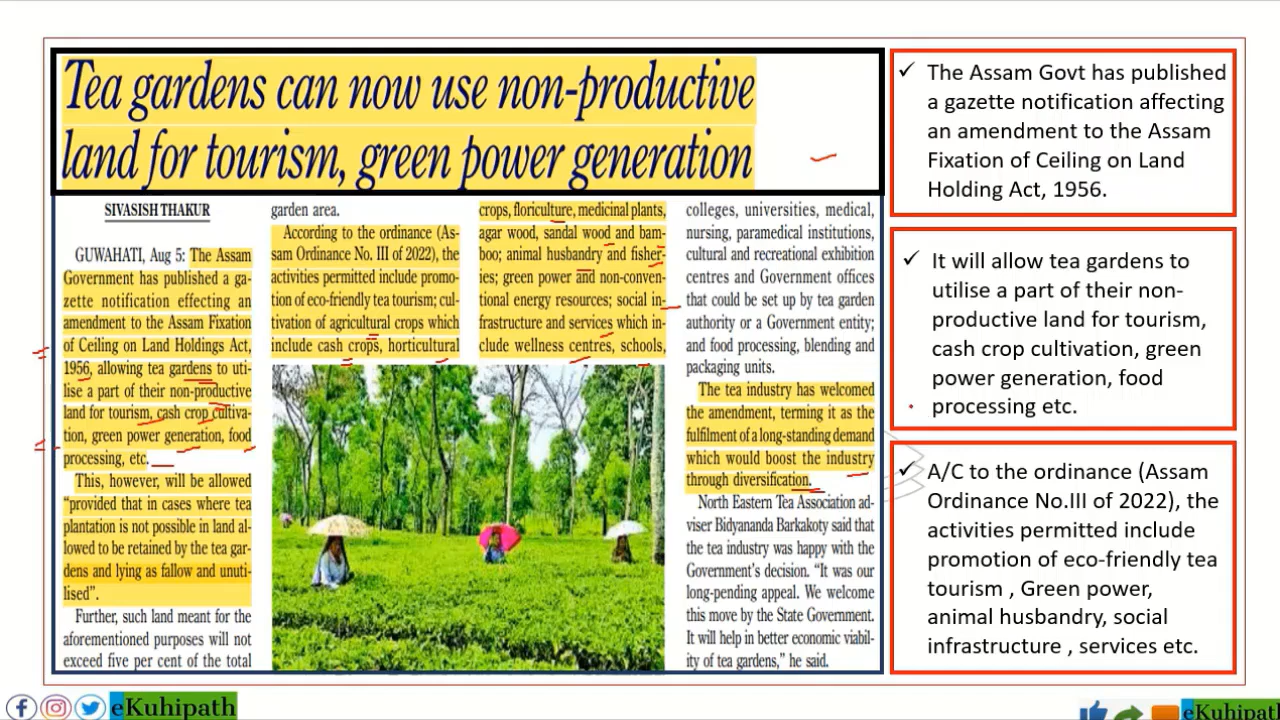 Tea gardens can now use non-productive
land for tourism, green power generation
SIVASISH THAKUR
GUWAHATI, Aug 5: The Assam
Government has published a ga-
zette notification effecting an
amendment to the Assam Fixation
of Ceiling on Land Holdings Act,
1956, allowing tea gardens to uti-
lise a part of their non-productive
land for tourism, cash crop cultiva-
tion, green power generation, food
processing, etc.
This, however, will be allowed
“provided that in cases where tea
plantation is not possible in land al-
lowed to be retained by the tea gar-
dens and lying as fallow and unuti-
lised”.
Further, such land meant for the
aforementioned purposes will not
exceed five per cent of the total
garden area.
According to the ordinance (As-
sam Ordinance No. III of 2022), the
activities permitted include promo-
tion of eco-friendly tea tourism; cul-
tivation of agricultural crops which
include cash crops, horticultural
crops, floriculture, medicinal plants,
agar wood, sandal wood and bam-
boo; animal husbandry and fisher-
ies; green power and non-conven-
tional energy resources; social in-
frastructure and services which in-
clude wellness centres, schools,
colleges, universities, medical,
nursing, paramedical institutions,
cultural and recreational exhibition
centres and Government offices
that could be set up by tea garden
authority or a Government entity;
and food processing, blending and
packaging units.
The tea industry has welcomed
the amendment, terming it as the
fulfilment of a long-standing demand
which would boost the industry
through diversification.
North Eastern Tea Association ad-
viser Bidyananda Barkakoty said that
the tea industry was happy with the
Government’s decision. “It was our
long-pending appeal. We welcome
this move by the State Government.
It will help in better economic viabil-
ity of tea gardens,” he said.
✓ The Assam Govt has published
a gazette notification affecting
an amendment to the Assam
Fixation of Ceiling on Land
Holding Act, 1956.
✓ It will allow tea gardens to
utilise a part of their non-
productive land for tourism,
cash crop cultivation, green
power generation, food
processing etc.
✓ A/C to the ordinance (Assam
Ordinance No.III of 2022), the
activities permitted include
promotion of eco-friendly tea
tourism , Green power,
animal husbandry, social
infrastructure , services etc.
eKuhipath
eKuhipath